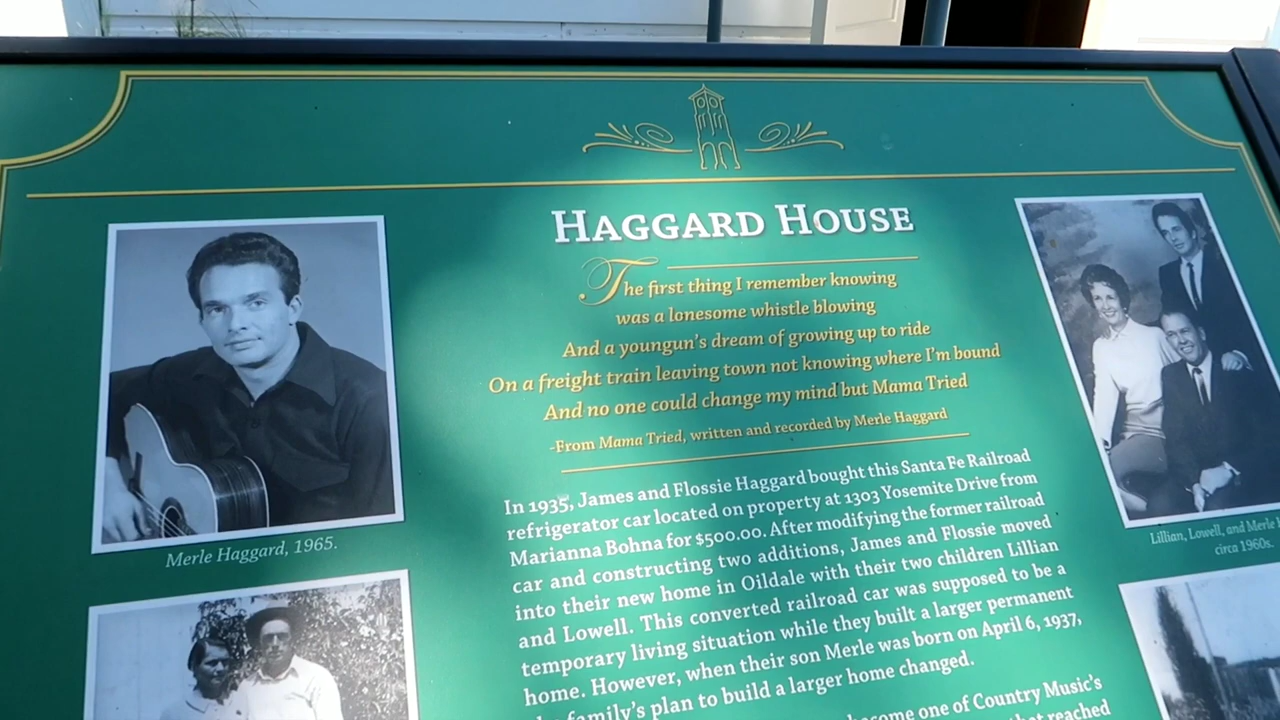 HAGGARD HOUSE
The first thing I remember knowing
was a lonesome whistle blowing
And a youngun's dream of growing up to ride
On a freight train leaving town not knowing where I'm bound
And no one could change my mind but Mama Tried
-From Mama Tried, written and recorded by Merle Haggard
In 1935, James and Flossie Haggard bought this Santa Fe Railroad
refrigerator car located on property at 1303 Yosemite Drive from
Marianna Bohna for $500.00. After modifying the former railroad
car and constructing two additions, James and Flossie moved
into their new home in Oildale with their two children Lillian
and Lowell. This converted railroad car was supposed to be a
temporary living situation while they built a larger permanent
home. However, when their son Merle was born on April 6, 1937,
family's plan to build a larger home changed.
become one of Country Music's
that reached
Merle Haggard, 1965.
Lillian, Lowell, and Merle
circa 1960s.